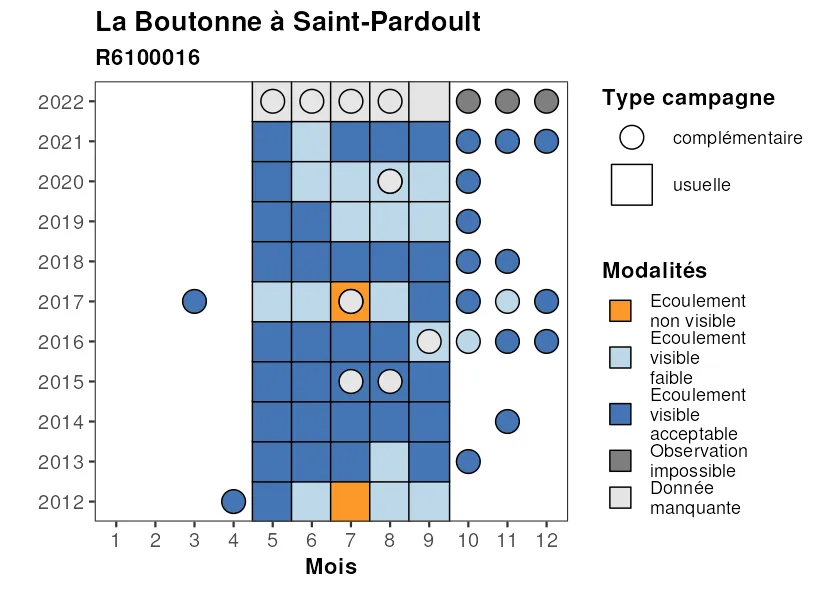 La Boutonne à Saint-Pardoult
R6100016
2022
2021
2020
2019
2018
2017
2016
2015
2014
2013
2012
1 2 3 4 5 6 7 8 9 10 11 12
Mois
Type campagne
complémentaire
usuelle
Modalités
Ecoulement
non visible
Ecoulement
visible
faible
Ecoulement
visible
acceptable
Observation
impossible
Donnée
manquante